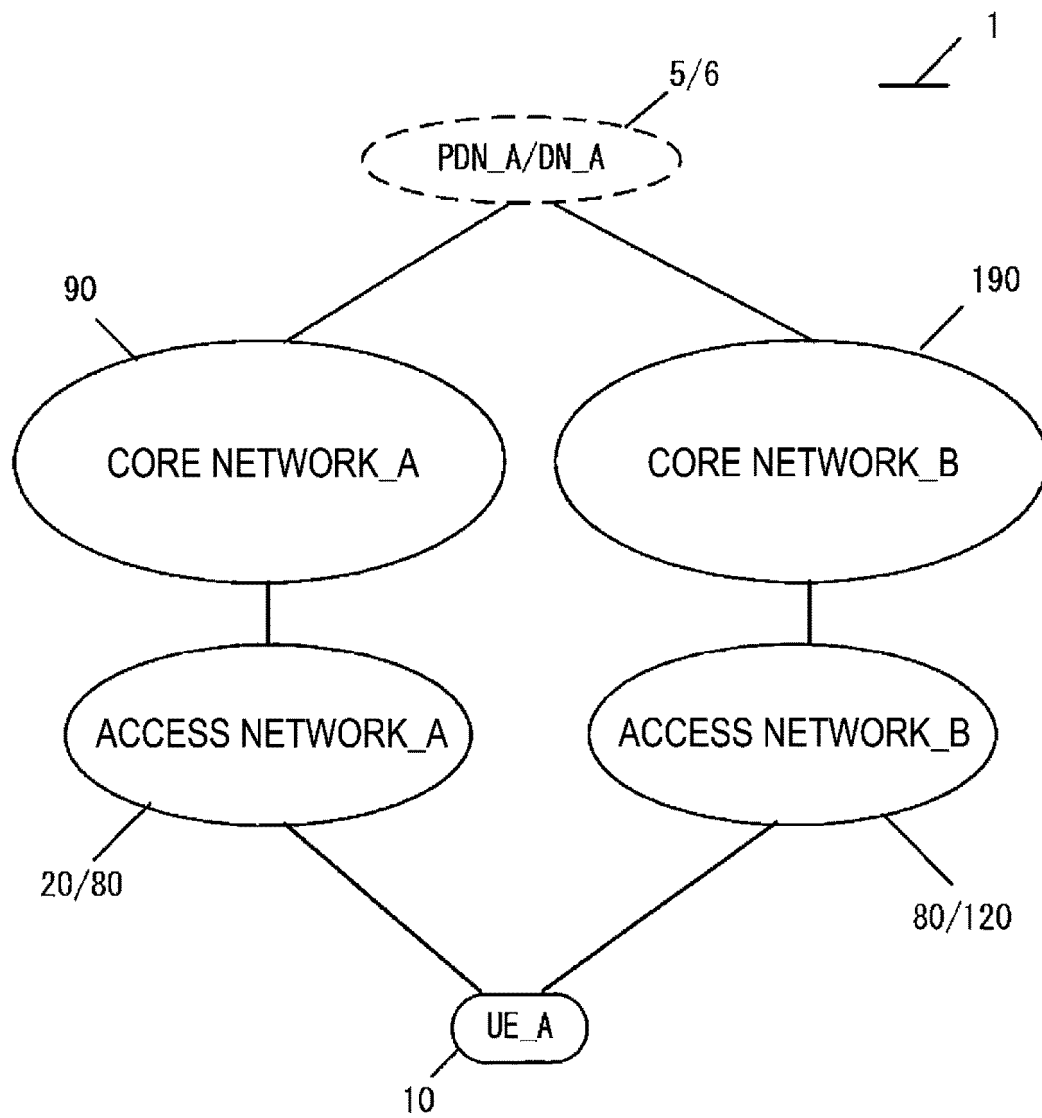 1
5/6
PDN_A/DN_A
90
190
CORE NETWORK_A
CORE NETWORK_B
ACCESS NETWORK_A
ACCESS NETWORK_B
20/80
80/120
UE_A
10